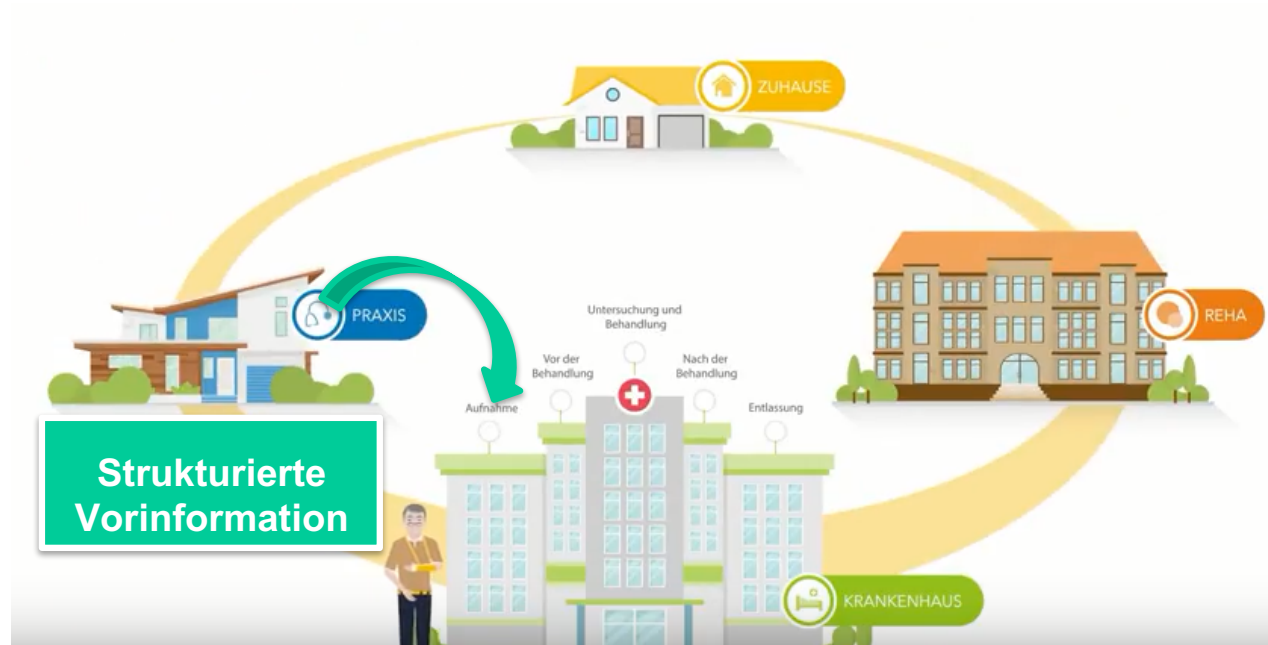 ZUHAUSE
PRAXIS
REHA
Untersuchung und
Behandlung
Vor der
Behandlung
Nach der
Behandlung
Aufnahme
Entlassung
Strukturierte
Vorinformation
KRANKENHAUS